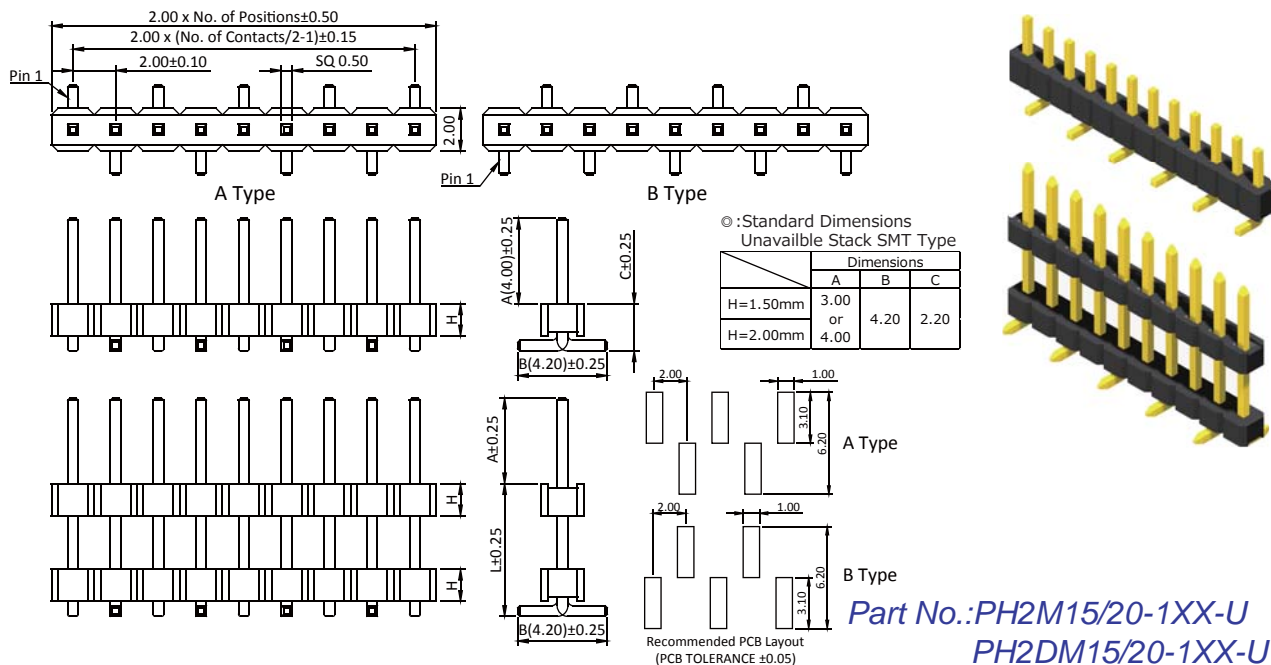 2.00 x No. of Positions±0.50
2.00 x (No. of Contacts/2-1)±0.15
2.00±0.10
SQ 0.50
Pin 1
2.00
A Type
Pin 1
B Type
A(4.00)±0.25
C±0.25
H
B(4.20)±0.25
◎:Standard Dimensions
Unavailble Stack SMT Type
Dimensions
A B C
H=1.50mm 3.00 or 4.00 4.20 2.20
H=2.00mm
2.00
1.00
3.10
6.20
A Type
A±0.25
H
L±0.25
H
B(4.20)±0.25
2.00
1.00
6.20
3.10
B Type
Recommended PCB Layout
(PCB TOLERANCE ±0.05)
Part No.:PH2M15/20-1XX-U
PH2DM15/20-1XX-U